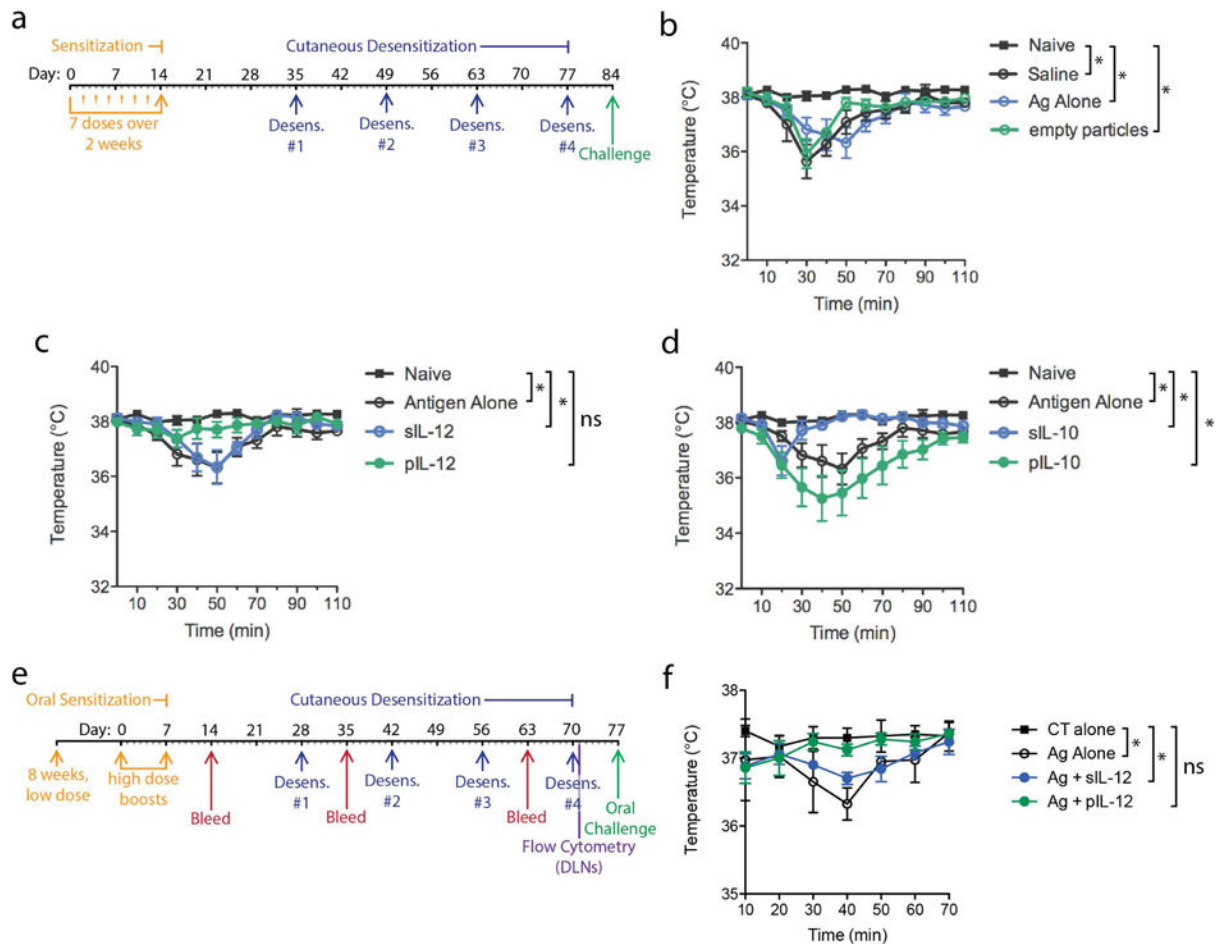 a
Sensitization
Cutaneous Desensitization
Day: 0 7 14 21 28 35 42 49 56 63 70 77 84
7 doses over
2 weeks
Desens.
#1
Desens.
#2
Desens.
#3
Desens.
#4
Challenge
b
Temperature (°C)
40
38
36
34
32
10 30 50 70 90 110
Time (min)
Naive
Saline
Ag Alone
empty particles
*
*
*
c
Temperature (°C)
40
38
36
34
32
10 30 50 70 90 110
Time (min)
Naive
Antigen Alone
sIL-12
pIL-12
*
*
ns
d
Temperature (°C)
40
38
36
34
32
10 30 50 70 90 110
Time (min)
Naive
Antigen Alone
sIL-10
pIL-10
*
*
*
e
Oral Sensitization
Cutaneous Desensitization
Day: 0 7 14 21 28 35 42 49 56 63 70 77
8 weeks,
low dose
high dose
boosts
Bleed
Desens.
#1
Bleed
Desens.
#2
Desens.
#3
Bleed
Desens.
#4
Oral
Challenge
Flow Cytometry
(DLNs)
f
Temperature (°C)
38
37
36
35
10 20 30 40 50 60 70
Time (min)
CT alone
Ag Alone
Ag + sIL-12
Ag + pIL-12
*
*
ns